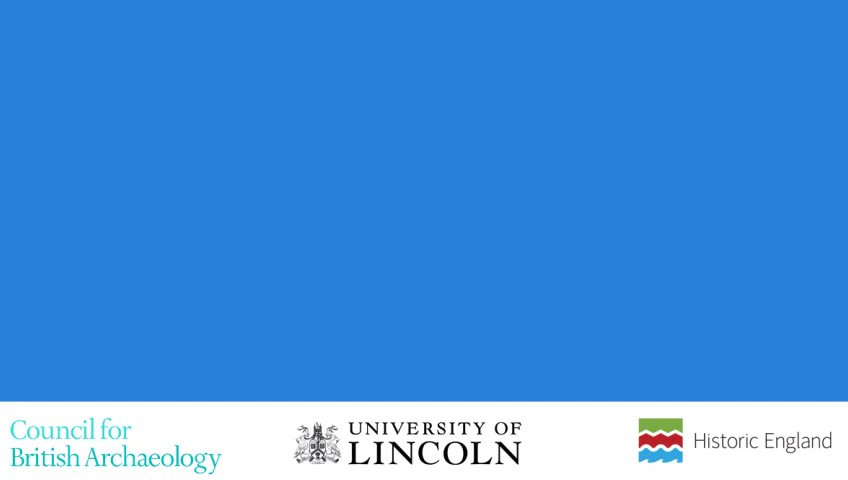 Council for
British Archaeology
UNIVERSITY OF
LINCOLN
Historic England